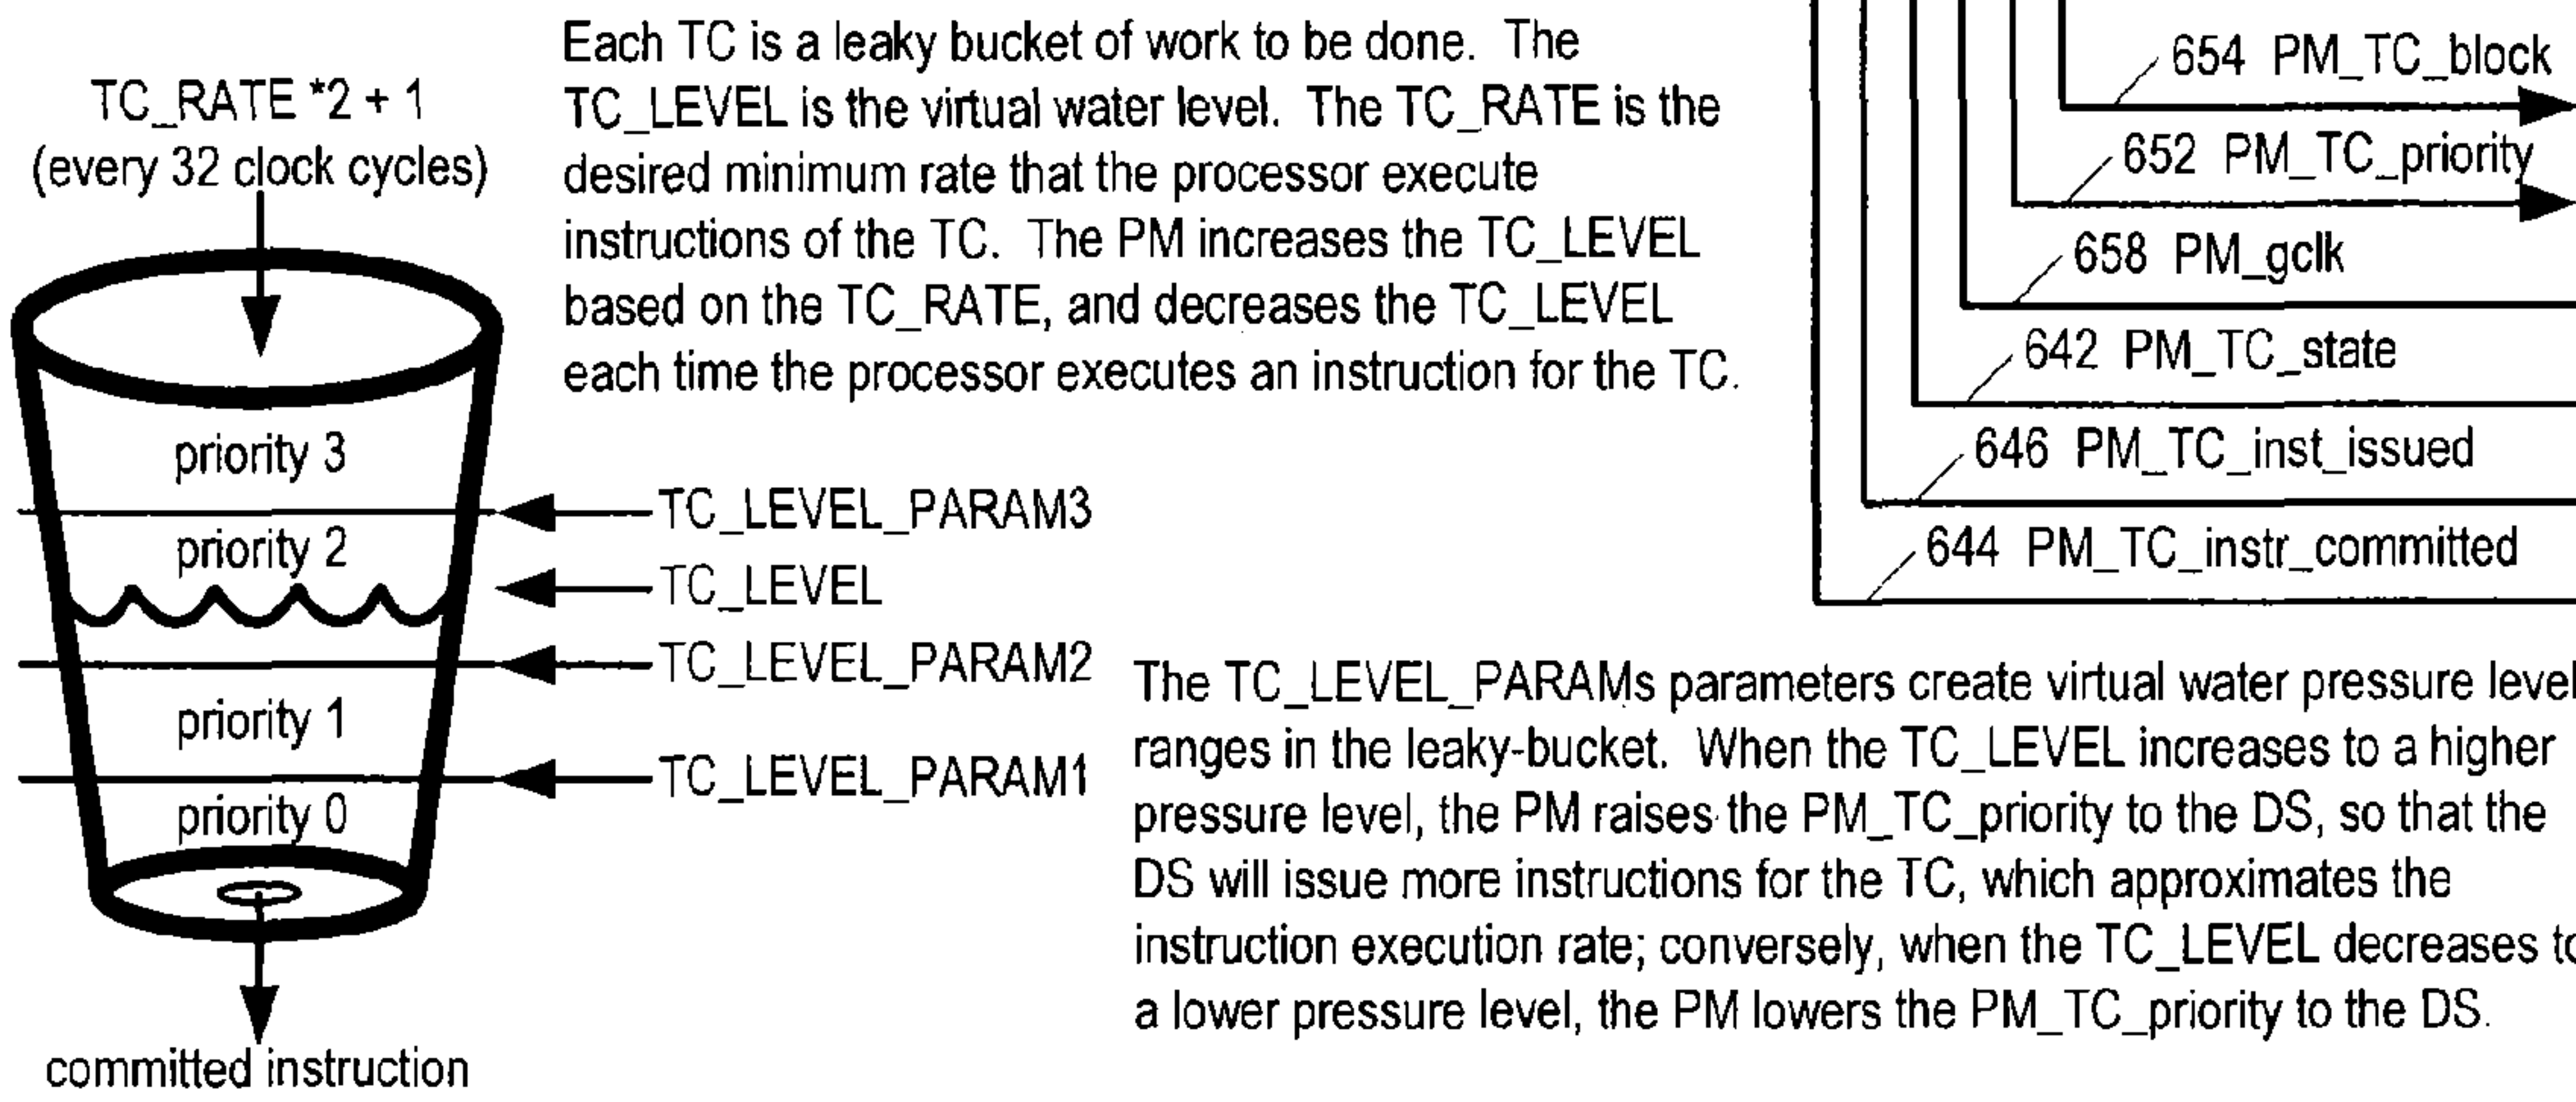 TC_RATE *2 + 1
(every 32 clock cycles)
Each TC is a leaky bucket of work to be done. The
TC_LEVEL is the virtual water level. The TC_RATE is the
desired minimum rate that the processor execute
instructions of the TC. The PM increases the TC_LEVEL
based on the TC_RATE, and decreases the TC_LEVEL
each time the processor executes an instruction for the TC.
654 PM_TC_block
652 PM_TC_priority
658 PM_gclk
642 PM_TC_state
646 PM_TC_inst_issued
644 PM_TC_instr_committed
priority 3
TC_LEVEL_PARAM3
priority 2
TC_LEVEL
TC_LEVEL_PARAM2
priority 1
TC_LEVEL_PARAM1
priority 0
committed instruction
The TC_LEVEL_PARAMs parameters create virtual water pressure level
ranges in the leaky-bucket. When the TC_LEVEL increases to a higher
pressure level, the PM raises the PM_TC_priority to the DS, so that the
DS will issue more instructions for the TC, which approximates the
instruction execution rate; conversely, when the TC_LEVEL decreases to
a lower pressure level, the PM lowers the PM_TC_priority to the DS.